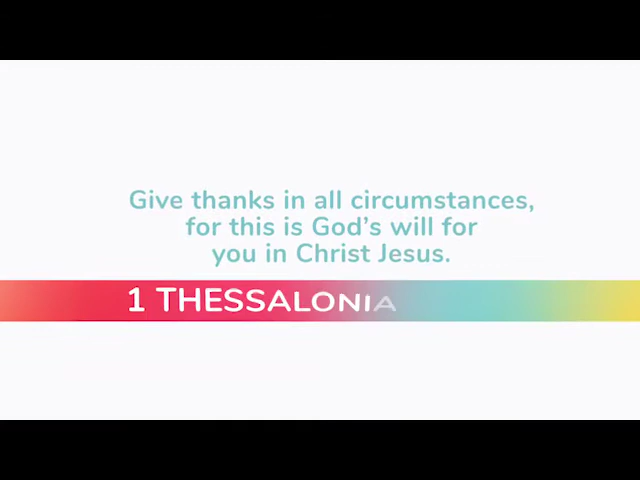 Give thanks in all circumstances,
for this is God's will for
you in Christ Jesus.
1 THESSALONIA